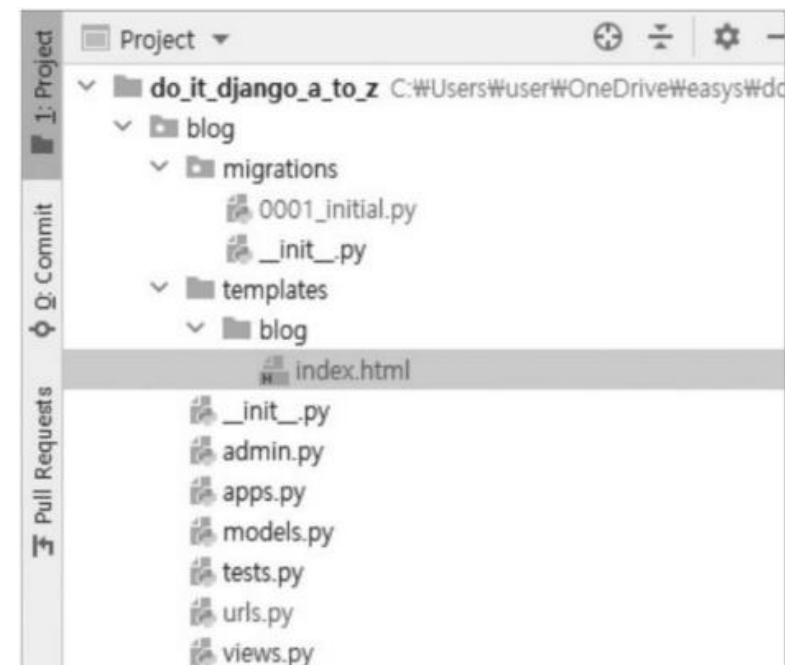 Project
do_it_django_a_to_z C:₩Users₩user₩OneDrive₩easys₩do
blog
migrations
0001_initial.py
__init__.py
templates
blog
index.html
__init__.py
admin.py
apps.py
models.py
tests.py
urls.py
views.py
1: Project
0: Commit
Pull Requests